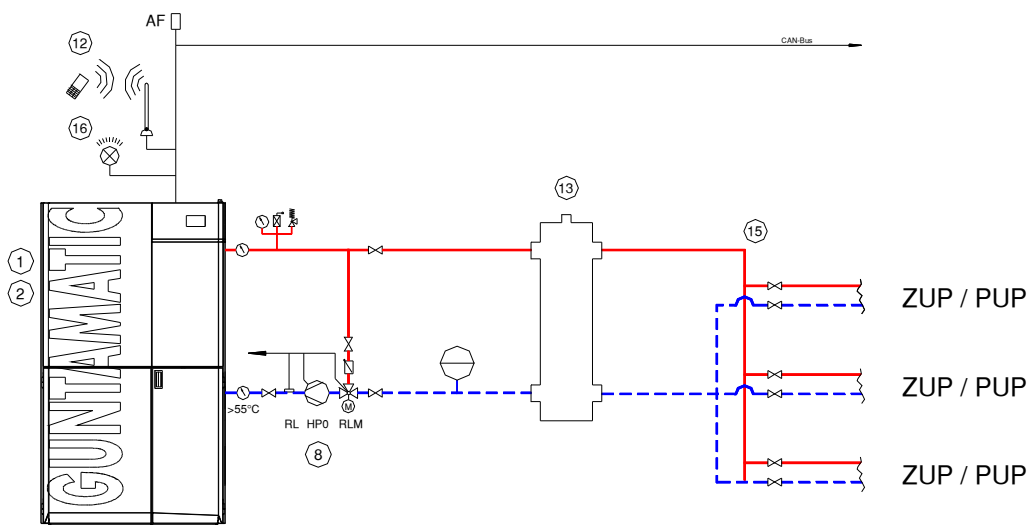 AF
12
CAN-Bus
16
13
1
2
GUNTAMATIC
15
ZUP / PUP
>55°C
M
RL HP0 RLM
8
ZUP / PUP
ZUP / PUP